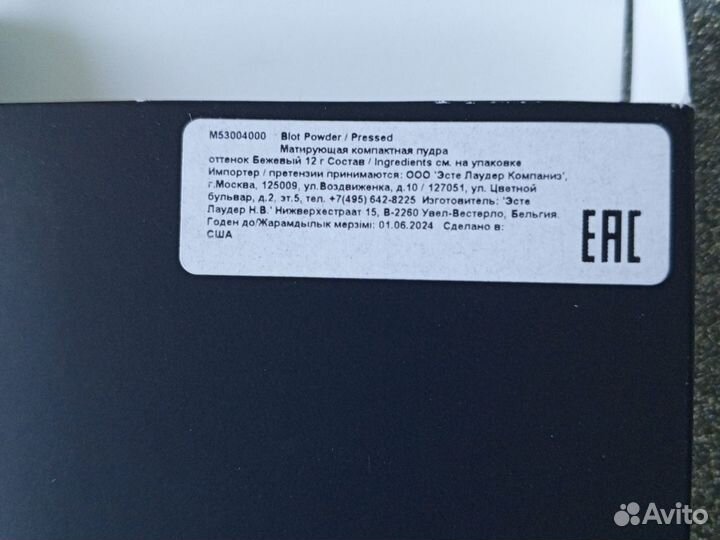 M53004000 Blot Powder / Pressed
Матирующая компактная пудра
оттенок Бежевый 12 г Состав / Ingredients см. на упаковке
Импортер / претензии принимаются: ООО 'Эсте Лаудер Компаниз',
г.Москва, 125009, ул.Воздвиженка, д.10 / 127051, ул. Цветной
бульвар, д.2, эт.5, тел. +7(495) 642-8225 Изготовитель: 'Эсте
Лаудер Н.В.' Нижверхестраат 15, В-2260 Увел-Вестерло, Бельгия.
Годен до/Жарамдылык мерзімі: 01.06.2024 Сделано в:
США
EAC
Avito